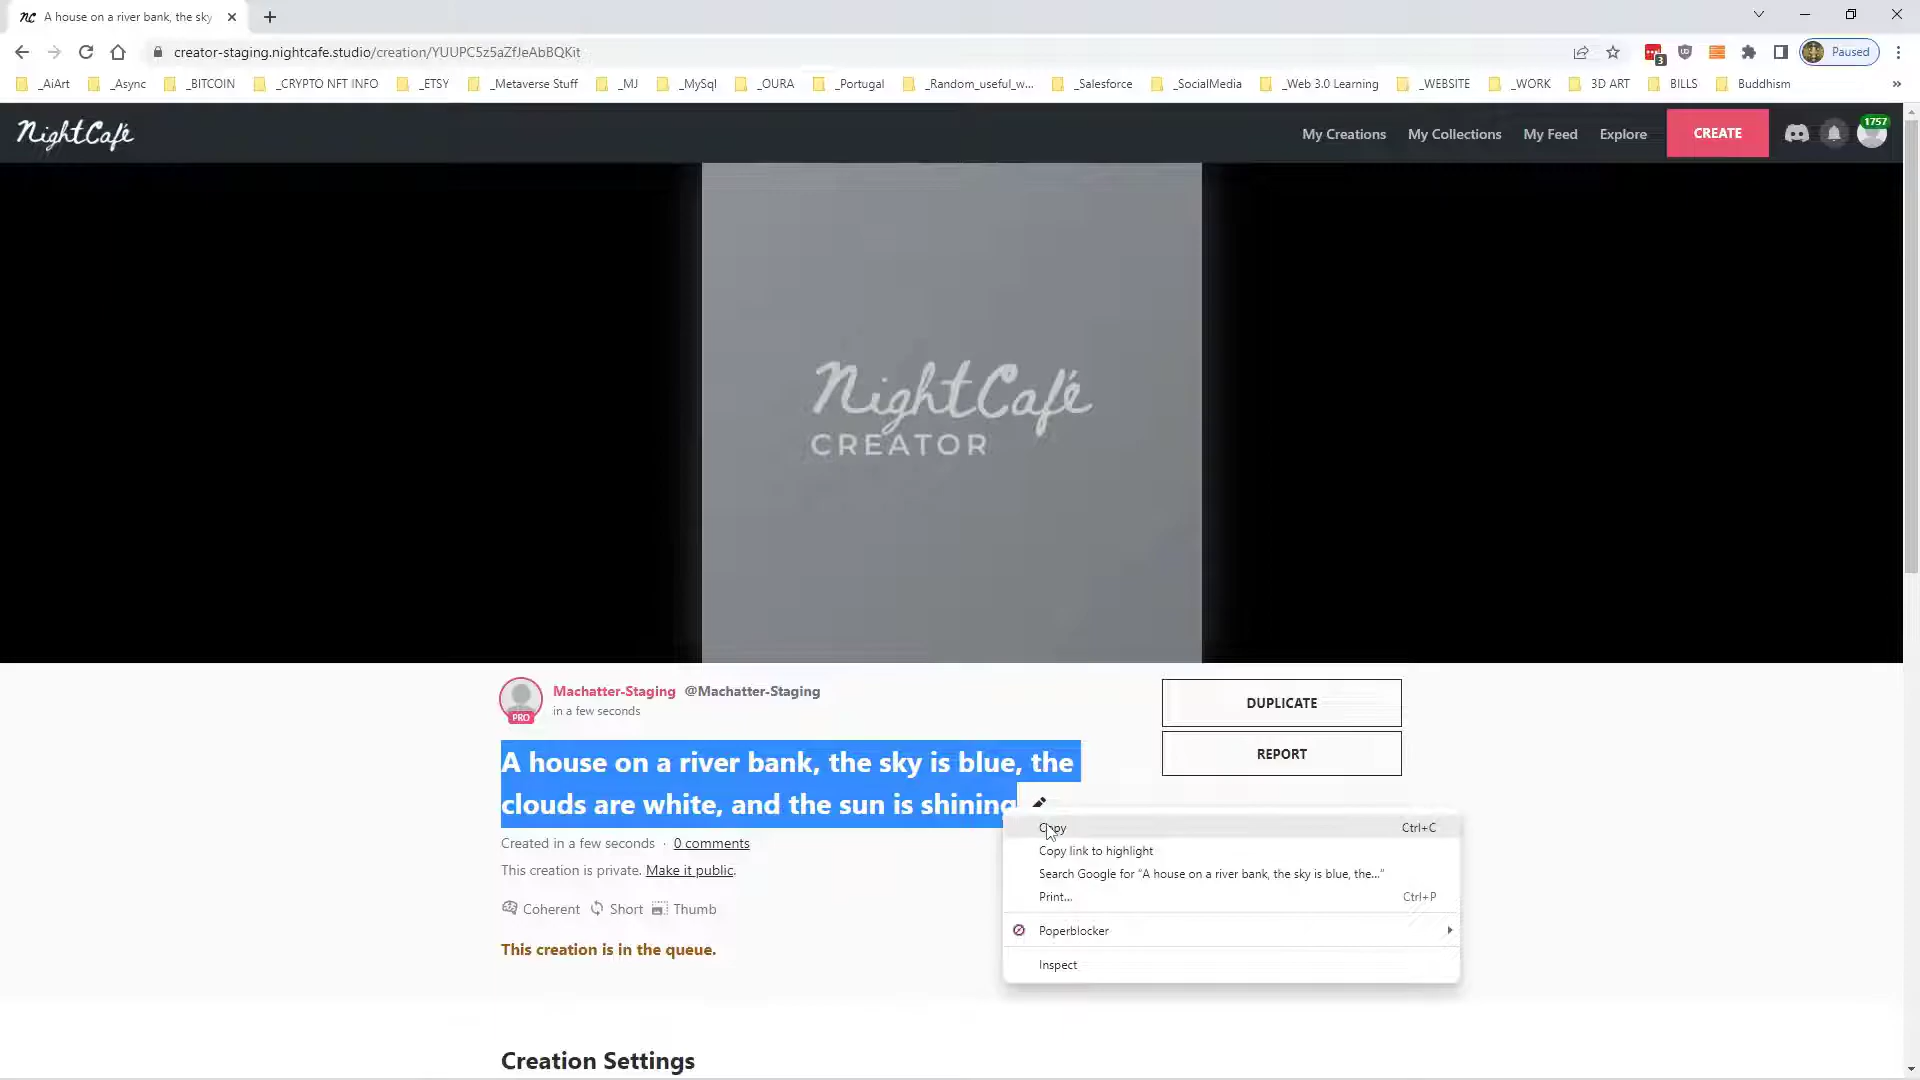 A house on a river bank, the sky
creator-staging.nightcafe.studio/creation/YUUPC5z5aZfJeAbBQKit
3
Paused
_AiArt _Async _BITCOIN _CRYPTO NFT INFO _ETSY _Metaverse Stuff _MJ _MySql _OURA _Portugal _Random_useful_w... _Salesforce _SocialMedia _Web 3.0 Learning _WEBSITE _WORK 3D ART BILLS Buddhism »
NightCafé
My Creations My Collections My Feed Explore CREATE 1757
NightCafé
CREATOR
Machatter-Staging @Machatter-Staging
in a few seconds
PRO
DUPLICATE
REPORT
A house on a river bank, the sky is blue, the
clouds are white, and the sun is shining
Created in a few seconds · 0 comments
This creation is private. Make it public.
Coherent Short Thumb
This creation is in the queue.
Copy Ctrl+C
Copy link to highlight
Search Google for “A house on a river bank, the sky is blue, the...”
Print... Ctrl+P
Poperblocker
Inspect
Creation Settings